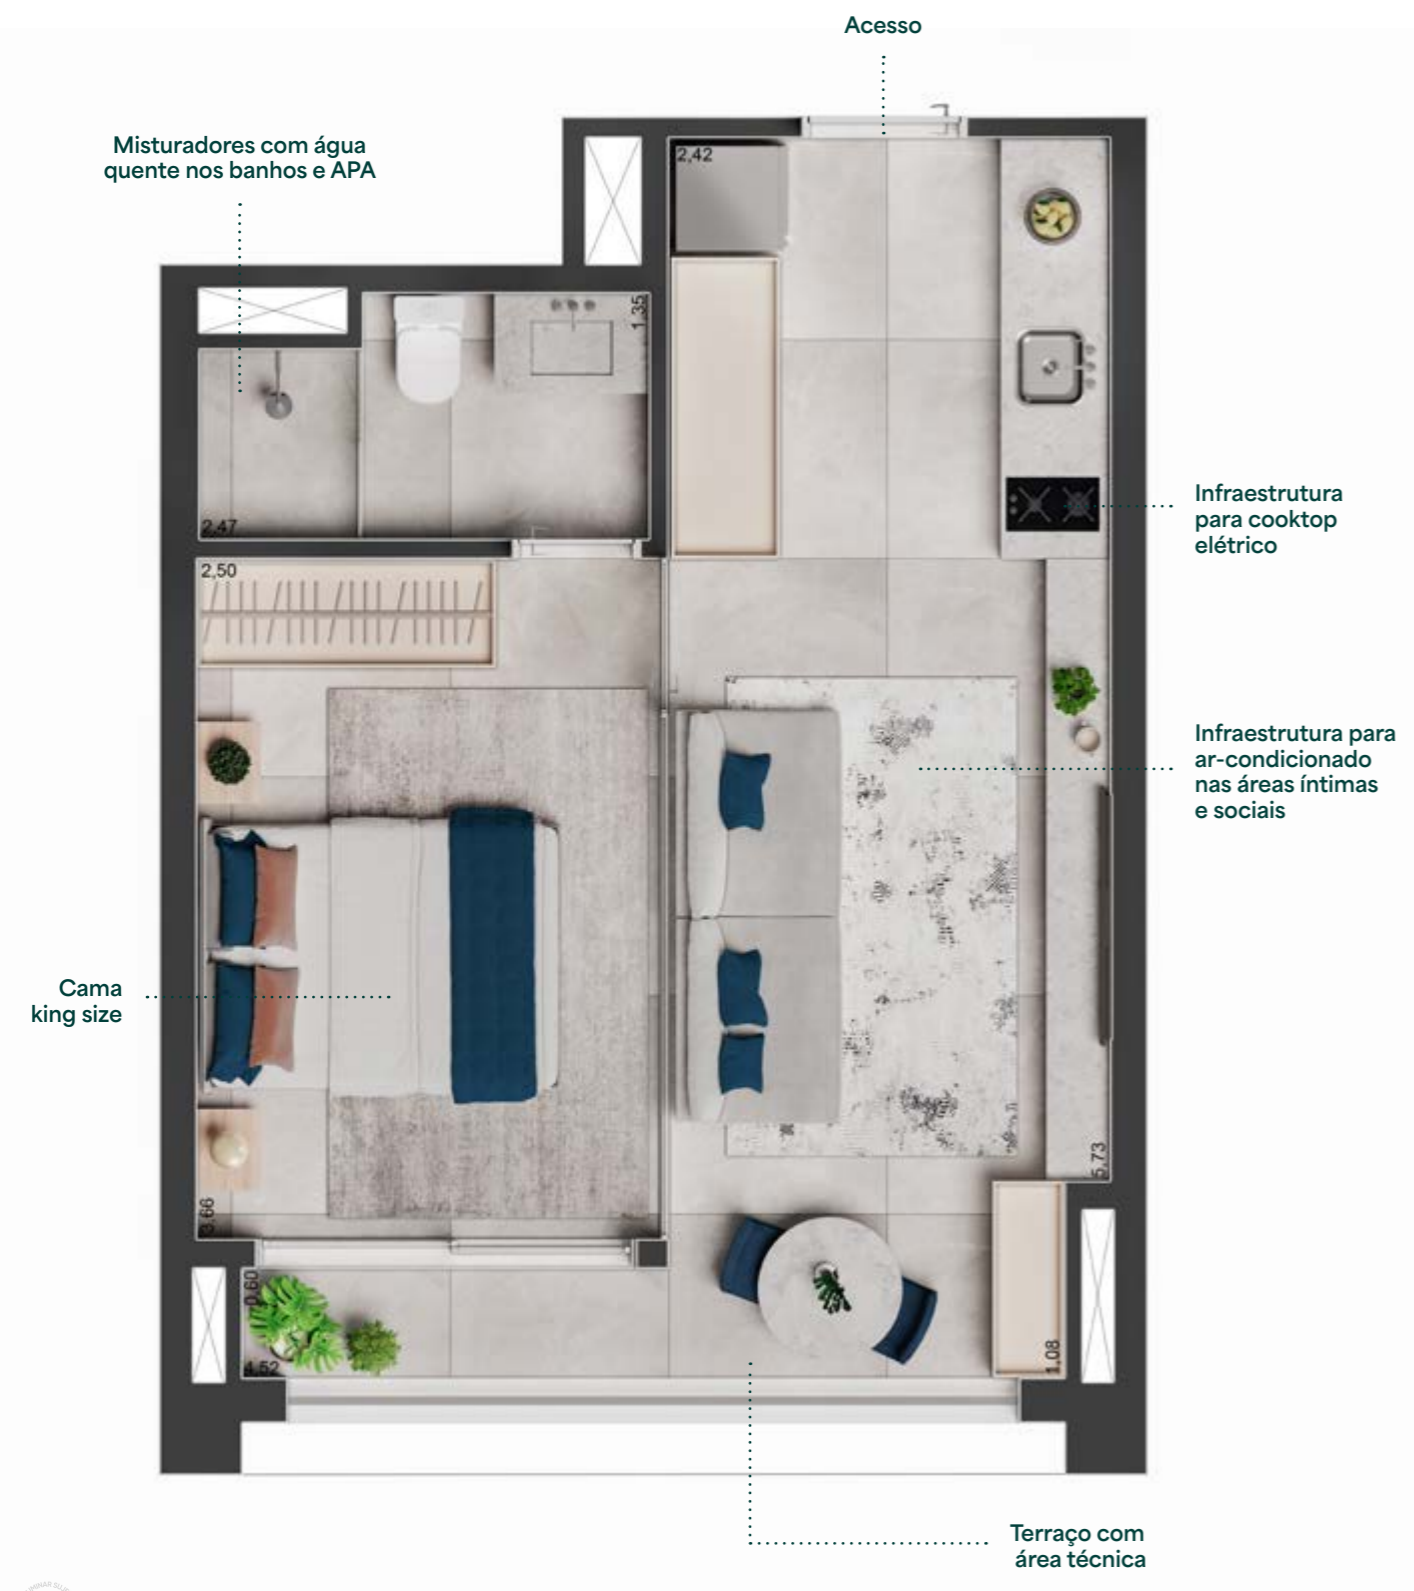 Acesso
Misturadores com água
quente nos banhos e APA
2,42
1,35
2,47
2,50
Infraestrutura
para cooktop
elétrico
Infraestrutura para
ar-condicionado
nas áreas íntimas
e sociais
Cama
king size
5,73
3,66
0,60
4,52
1,08
Terraço com
área técnica